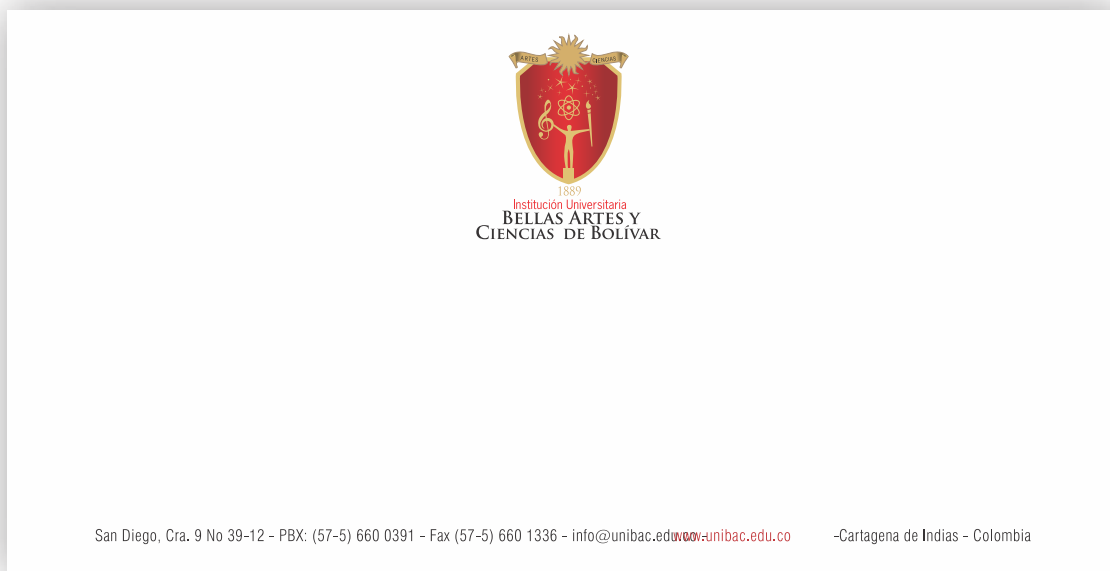 ARTES
CIENCIAS
1889
Institución Universitaria
BELLAS ARTES Y
CIENCIAS DE BOLÍVAR
San Diego, Cra. 9 No 39-12 - PBX: (57-5) 660 0391 - Fax (57-5) 660 1336 - info@unibac.edu.co - www.unibac.edu.co -Cartagena de Indias - Colombia